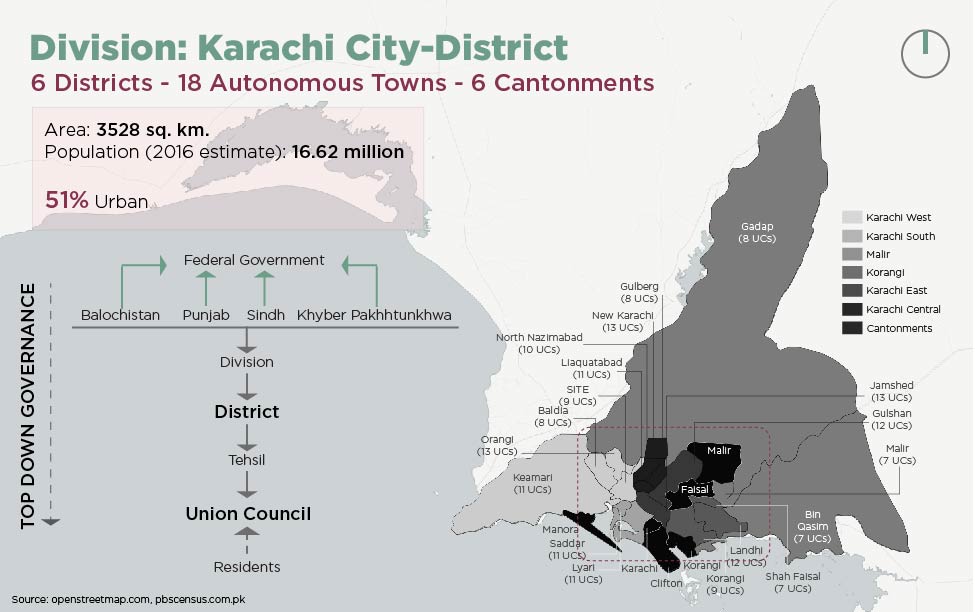 Division: Karachi City-District
6 Districts - 18 Autonomous Towns - 6 Cantonments
Area: 3528 sq. km.
Population (2016 estimate): 16.62 million
51% Urban
TOP DOWN GOVERNANCE
Federal Government
Balochistan Punjab Sindh Khyber Pakhhtunkhwa
Division
District
Tehsil
Union Council
Residents
Gadap
(8 UCs)
Karachi West
Karachi South
Malir
Korangi
Karachi East
Karachi Central
Cantonments
Gulberg
(8 UCs)
New Karachi
(13 UCs)
North Nazimabad
(10 UCs)
Liaquatabad
(11 UCs)
SITE
(9 UCs)
Baldia
(8 UCs)
Orangi
(13 UCs)
Keamari
(11 UCs)
Jamshed
(13 UCs)
Gulshan
(12 UCs)
Malir
(7 UCs)
Malir
Faisal
Bin
Qasim
(7 UCs)
Manora
Saddar
(11 UCs)
Lyari
(11 UCs)
Karachi
Clifton
Korangi
Korangi
(9 UCs)
Landhi
(12 UCs)
Shah Faisal
(7 UCs)
Source: openstreetmap.com, pbscensus.com.pk